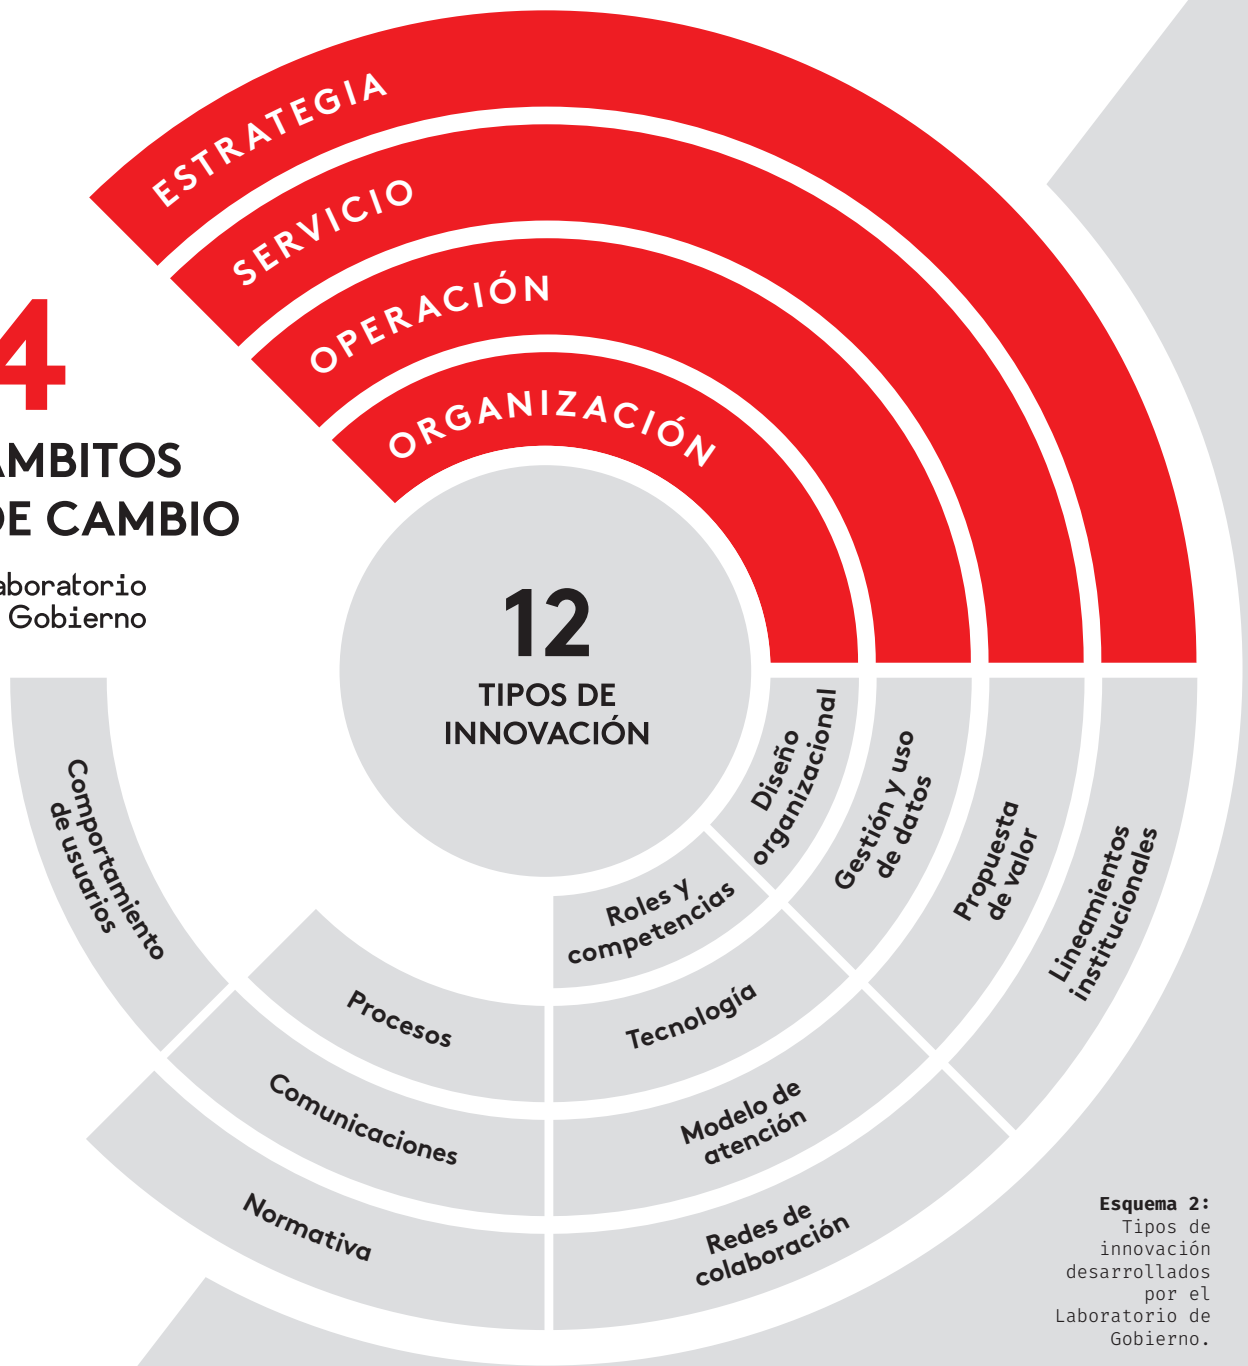 ESTRATEGIA
SERVICIO
OPERACIÓN
ORGANIZACIÓN
4
ÁMBITOS
DE CAMBIO
aboratorio
Gobierno
12
TIPOS DE
INNOVACIÓN
Diseño
organizacional
Gestión y uso
de datos
Propuesta
de valor
Lineamientos
institucionales
Roles y
competencias
Tecnología
Modelo de
atención
Redes de
colaboración
Procesos
Comunicaciones
Normativa
Comportamiento
de usuarios
Esquema 2:
Tipos de
innovación
desarrollados
por el
Laboratorio de
Gobierno.